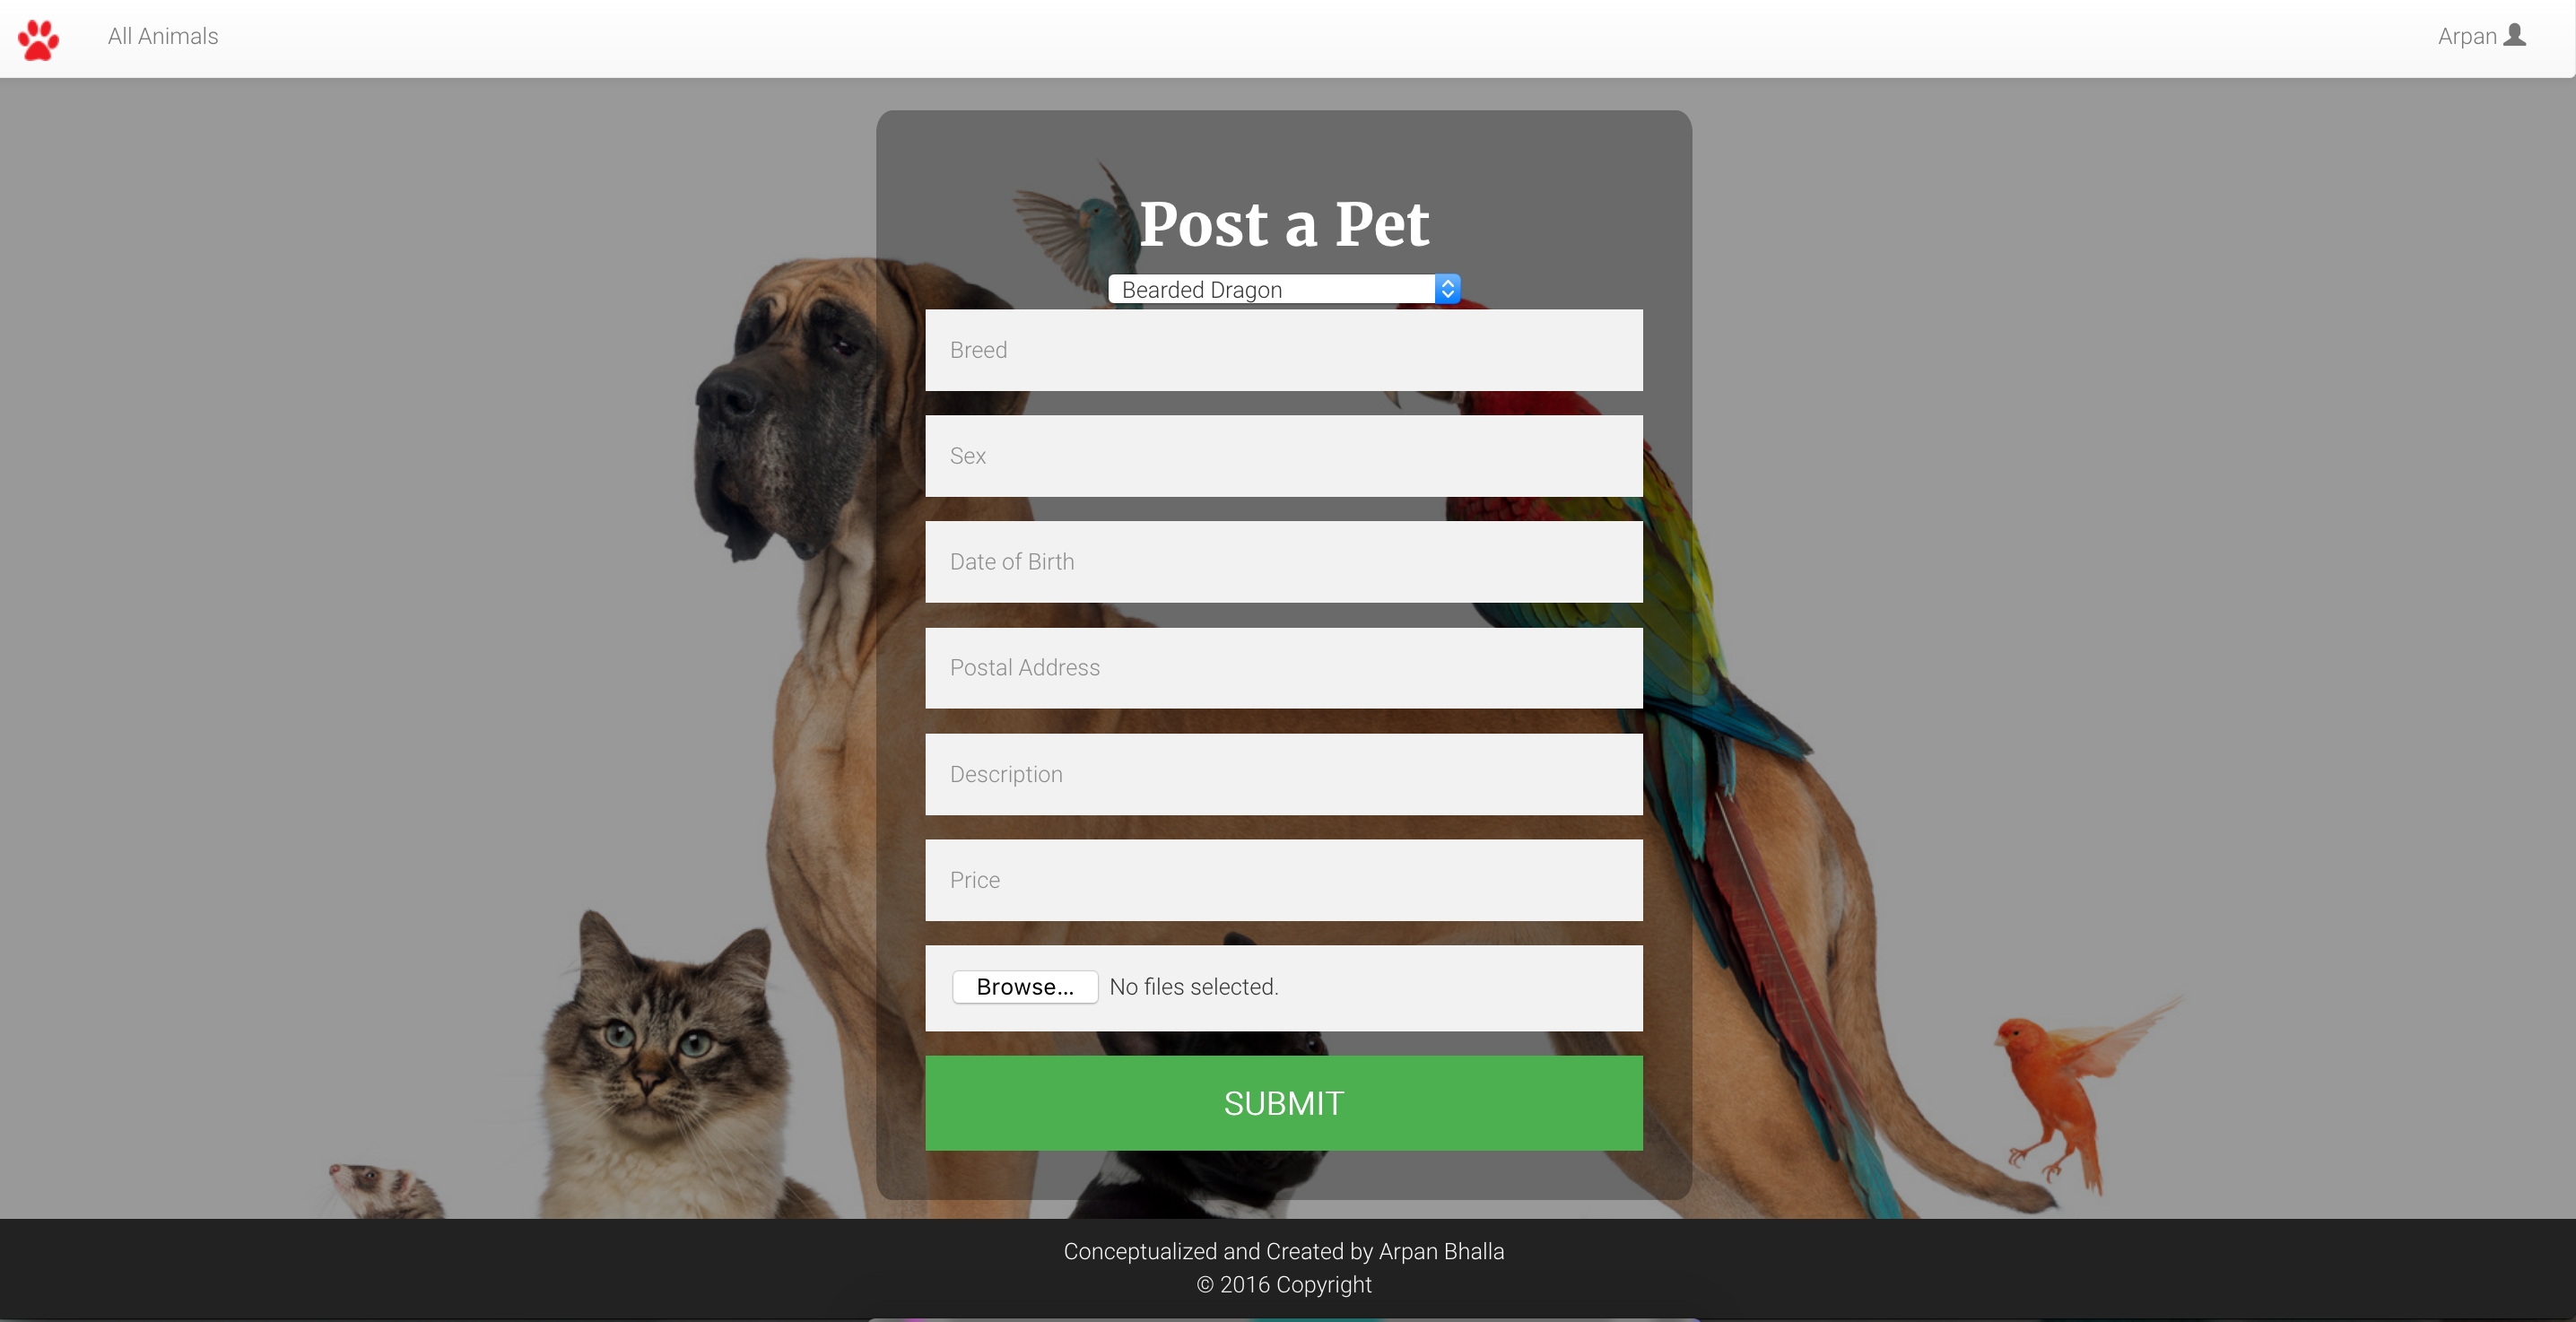 All Animals
Arpan
Post a Pet
Bearded Dragon
Breed
Sex
Date of Birth
Postal Address
Description
Price
Browse... No files selected.
SUBMIT
Conceptualized and Created by Arpan Bhalla
© 2016 Copyright